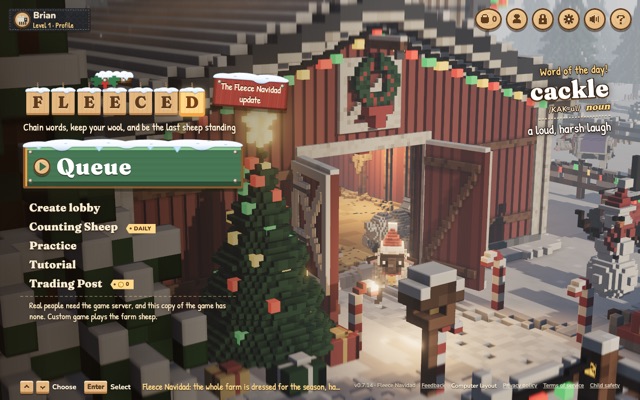 Brian
Level 1 · Profile
0
FLEECED
The Fleece Navidad
update
Chain words, keep your wool, and be the last sheep standing
Queue
Create lobby
Counting Sheep
DAILY
Practice
Tutorial
Trading Post
0
Real people need the game server, and this copy of the game has
none. Custom game plays the farm sheep.
Word of the day!
cackle
KAK-ul noun
a loud, harsh laugh
Choose
Enter Select
Fleece Navidad: the whole farm is dressed for the season, ha...
Fleece Navidad
Feedback
Computer layout
Privacy policy
Terms of service
Child safety